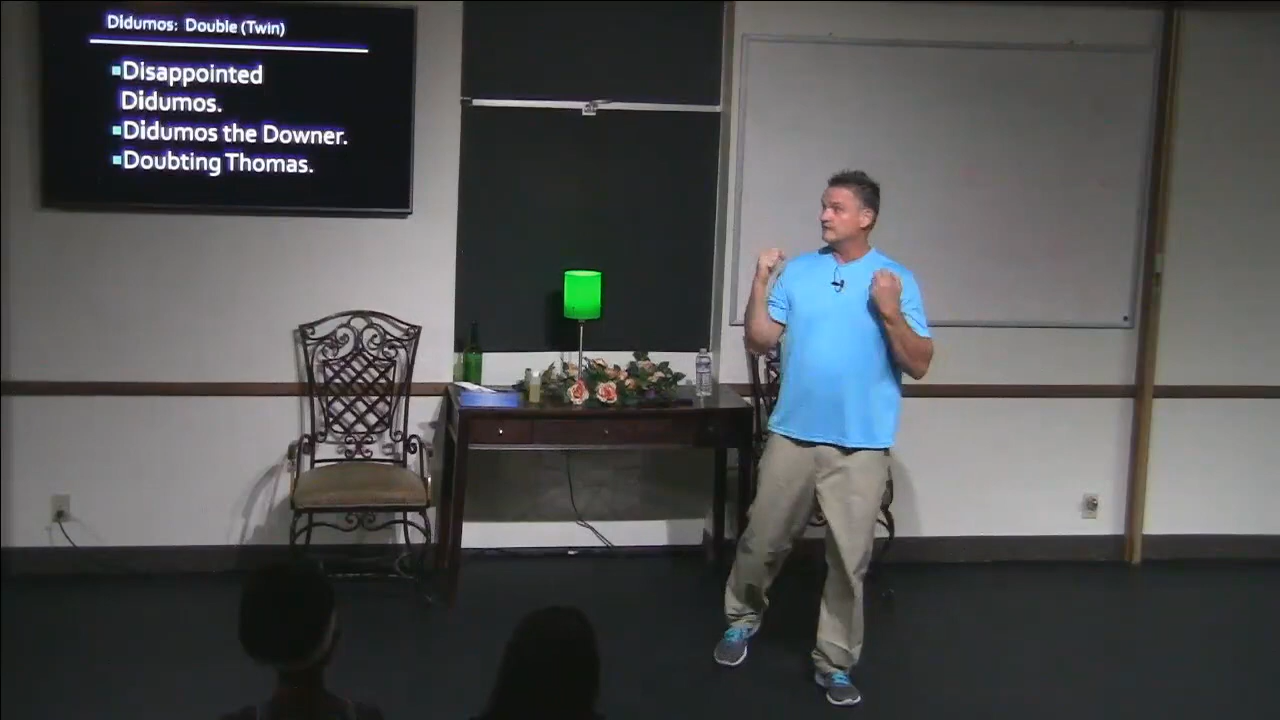 Didumos: Double (Twin)
▪Disappointed
Didumos.
▪Didumos the Downer.
▪Doubting Thomas.